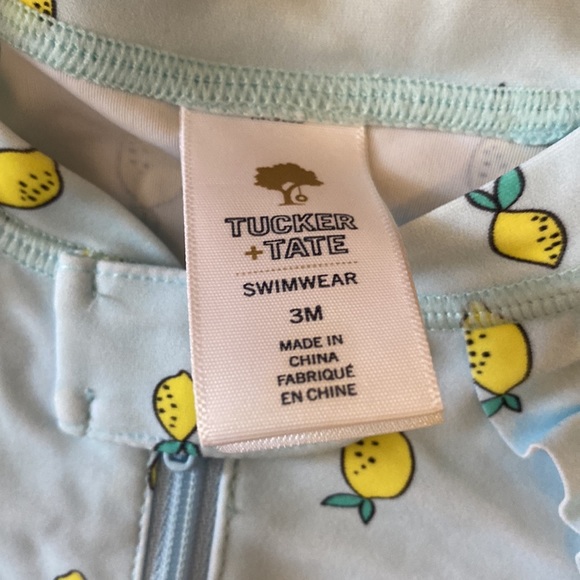 TUCKER
+TATE
SWIMWEAR
3M
MADE IN
CHINA
FABRIQUÉ
EN CHINE